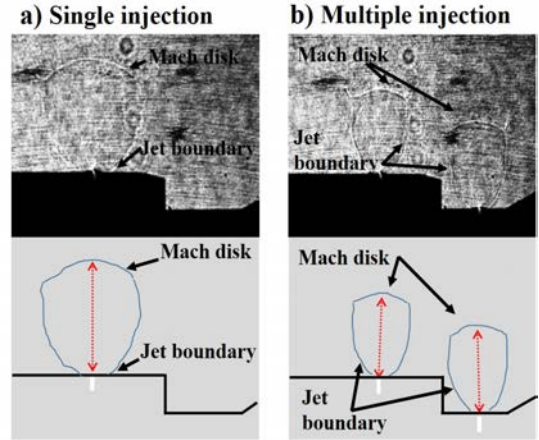 a) Single injection
Mach disk
Jet boundary
Mach disk
Jet boundary
b) Multiple injection
Mach disk
Jet
boundary
Mach disk
Jet
boundary